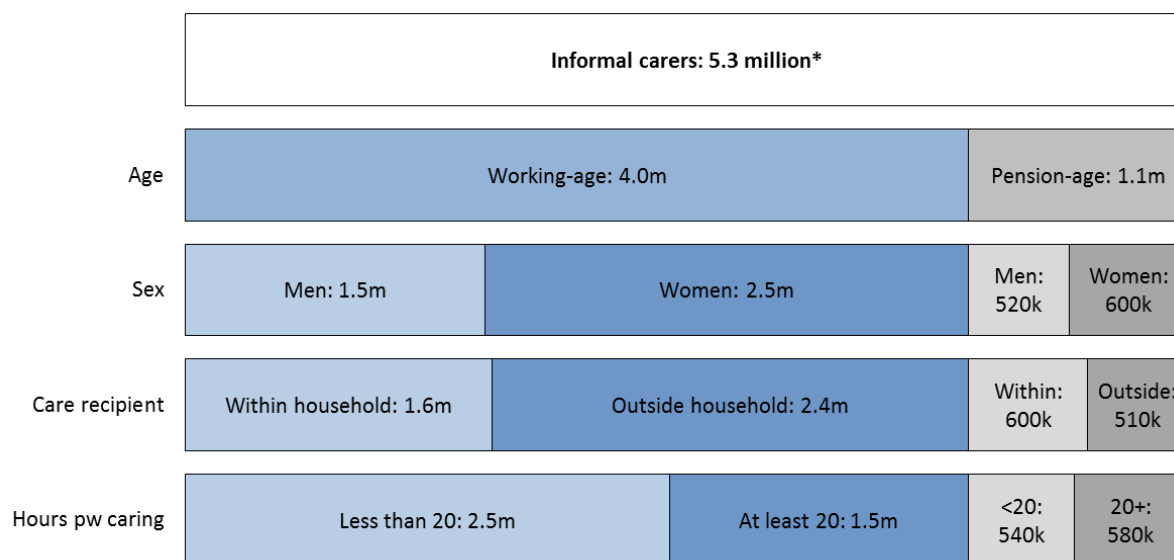 Informal carers: 5.3 million*
Age
Working-age: 4.0m
Pension-age: 1.1m
Sex
Men: 1.5m
Women: 2.5m
Men:
520k
Women:
600k
Care recipient
Within household: 1.6m
Outside household: 2.4m
Within:
600k
Outside:
510k
Hours pw caring
Less than 20: 2.5m
At least 20: 1.5m
<20:
540k
20+:
580k